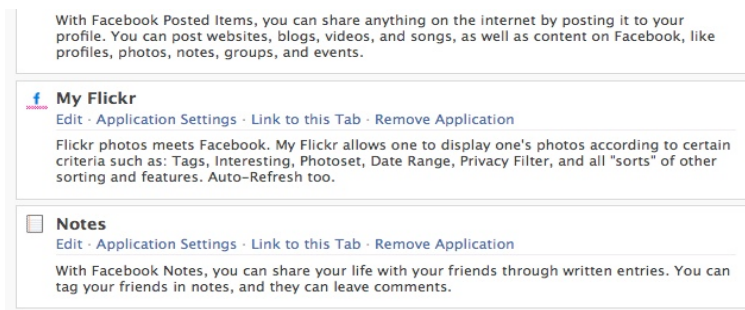 With Facebook Posted Items, you can share anything on the internet by posting it to your
profile. You can post websites, blogs, videos, and songs, as well as content on Facebook, like
profiles, photos, notes, groups, and events.
My Flickr
Edit · Application Settings · Link to this Tab · Remove Application
Flickr photos meets Facebook. My Flickr allows one to display one's photos according to certain
criteria such as: Tags, Interesting, Photoset, Date Range, Privacy Filter, and all "sorts" of other
sorting and features. Auto-Refresh too.
Notes
Edit · Application Settings · Link to this Tab · Remove Application
With Facebook Notes, you can share your life with your friends through written entries. You can
tag your friends in notes, and they can leave comments.